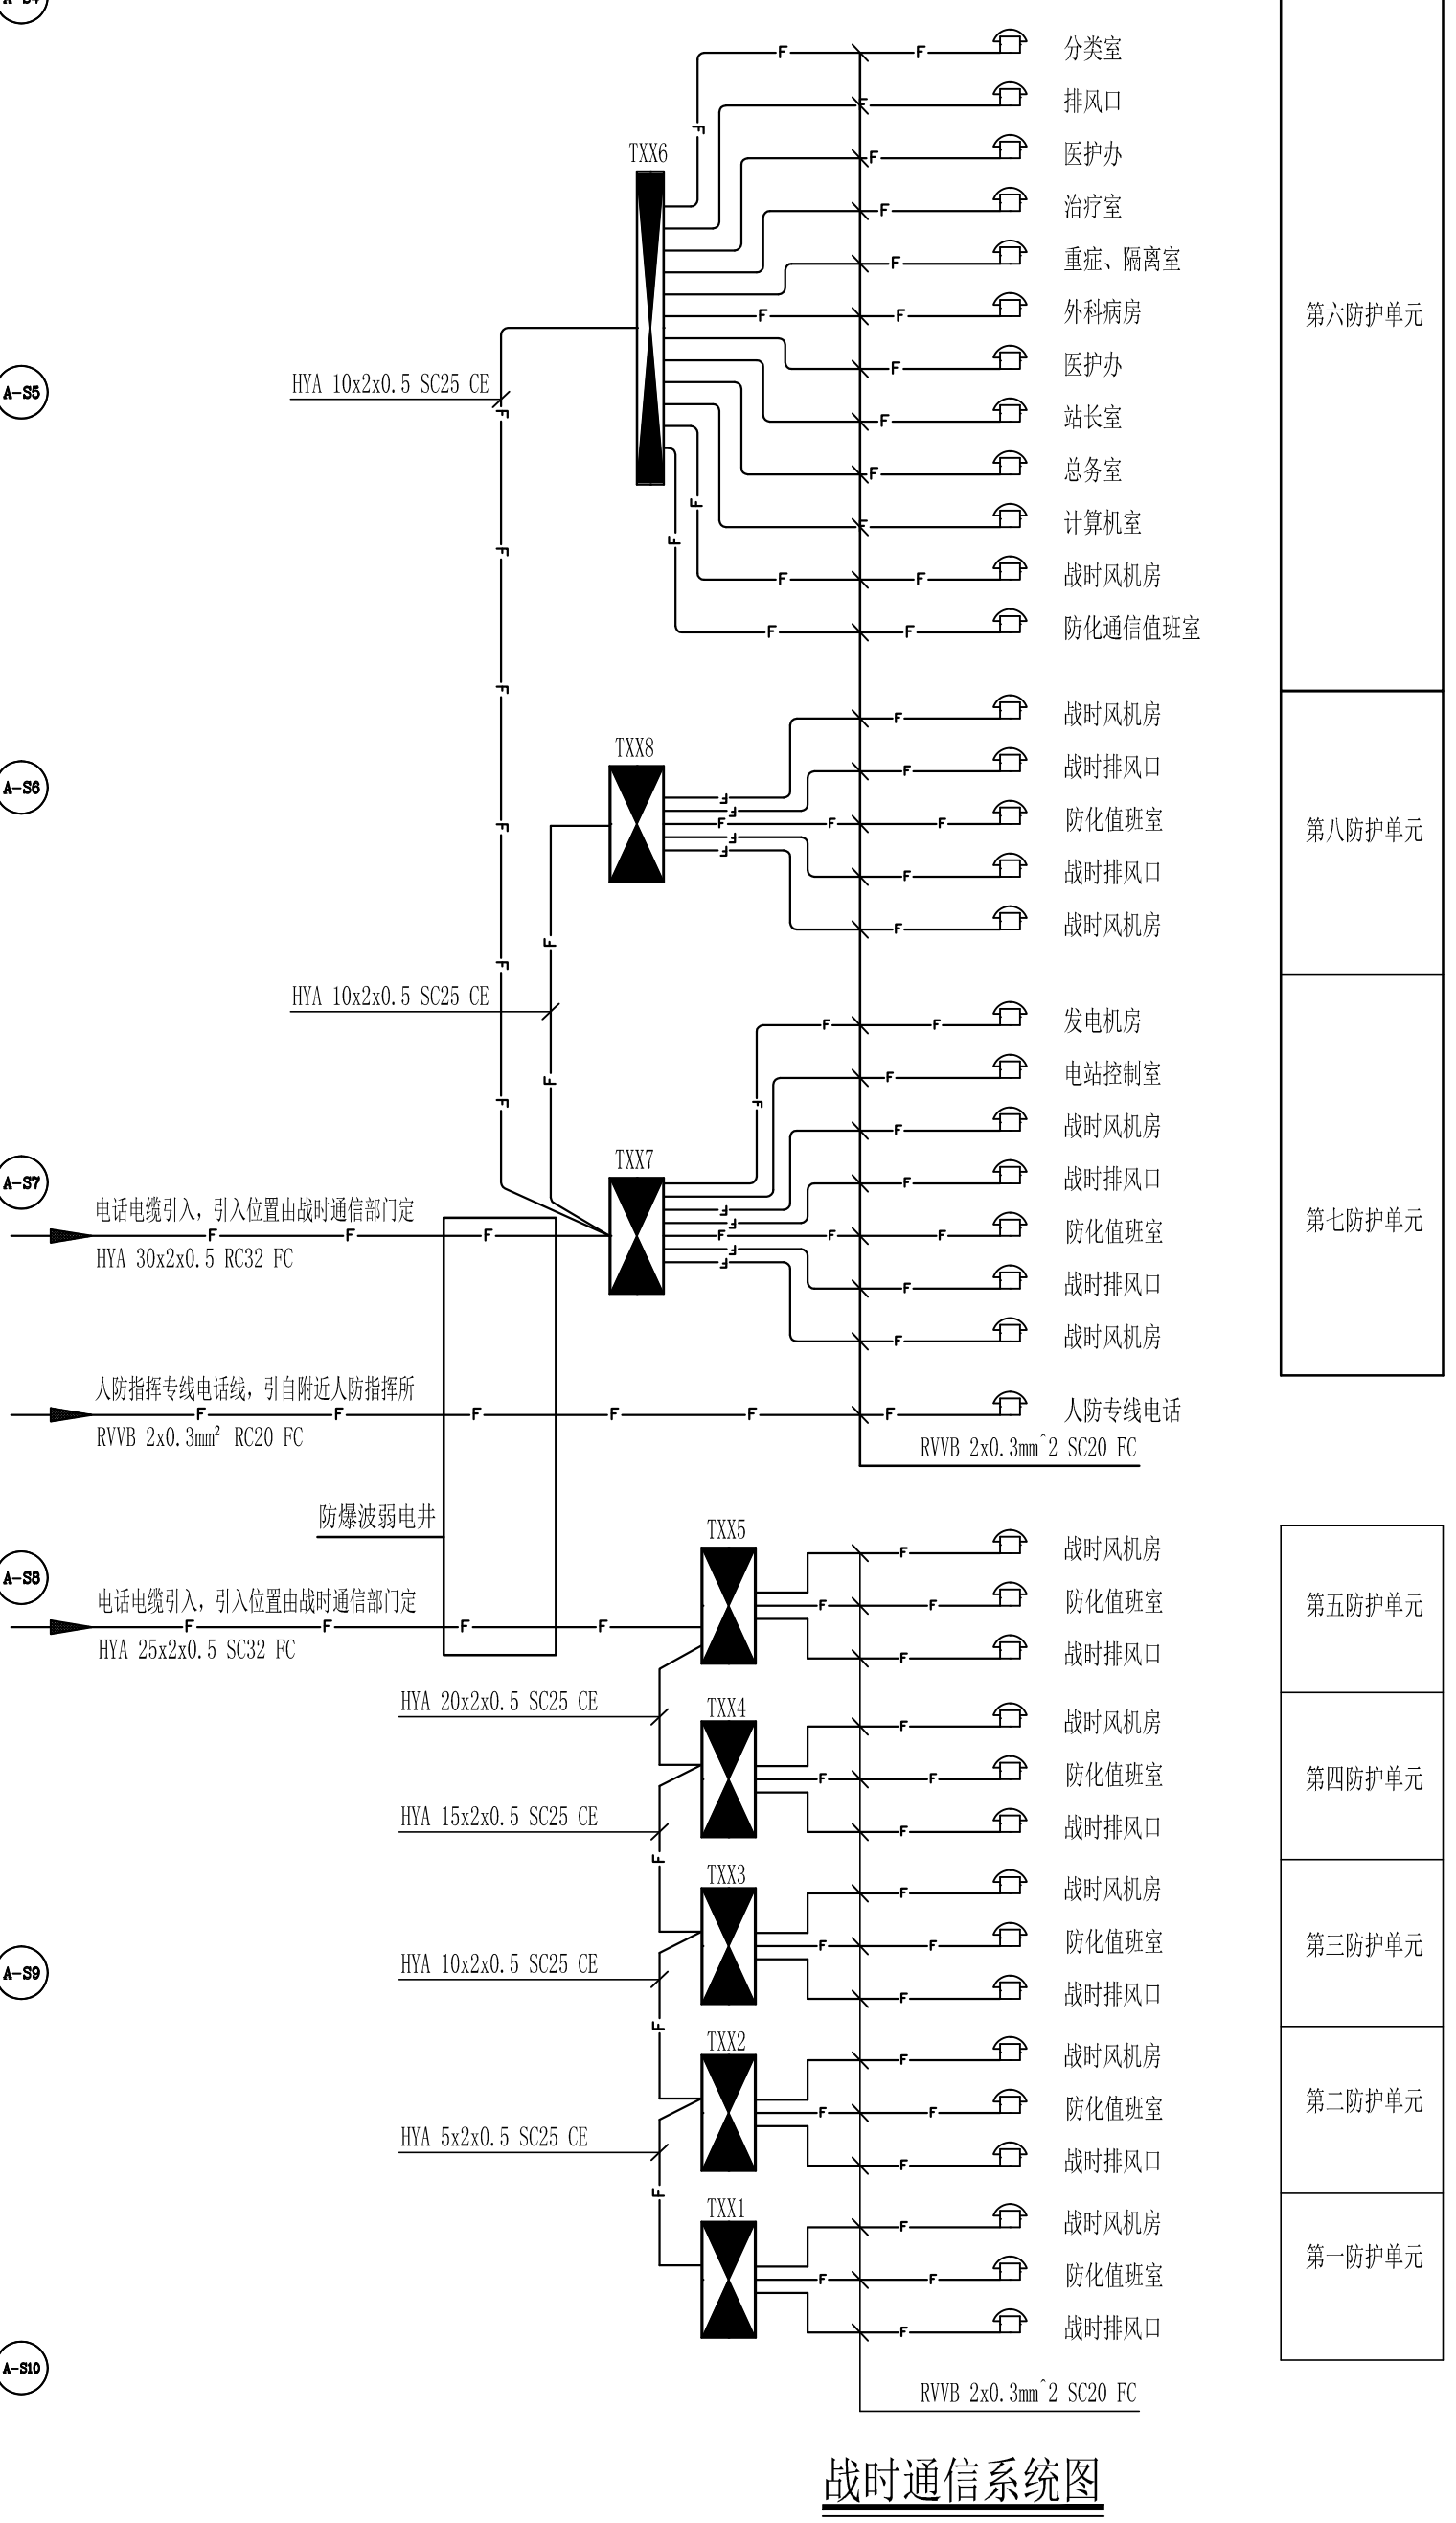 分类室
排风口
TXX6
医护办
治疗室
重症、隔离室
外科病房
第六防护单元
医护办
HYA 10x2x0.5 SC25 CE
A-S5
站长室
总务室
计算机室
战时风机房
防化通信值班室
战时风机房
TXX8
战时排风口
A-S6
防化值班室
第八防护单元
战时排风口
战时风机房
HYA 10x2x0.5 SC25 CE
发电机房
电站控制室
战时风机房
TXX7
战时排风口
A-S7
电话电缆引入，引入位置由战时通信部门定
HYA 30x2x0.5 RC32 FC
防化值班室
第七防护单元
战时排风口
战时风机房
人防指挥专线电话线，引自附近人防指挥所
RVVB 2x0.3mm² RC20 FC
人防专线电话
RVVB 2x0.3mm^2 SC20 FC
防爆波弱电井
TXX5
战时风机房
A-S8
电话电缆引入，引入位置由战时通信部门定
HYA 25x2x0.5 SC32 FC
防化值班室
第五防护单元
战时排风口
HYA 20x2x0.5 SC25 CE
TXX4
战时风机房
防化值班室
第四防护单元
HYA 15x2x0.5 SC25 CE
战时排风口
TXX3
战时风机房
防化值班室
第三防护单元
HYA 10x2x0.5 SC25 CE
A-S9
战时排风口
TXX2
战时风机房
防化值班室
第二防护单元
HYA 5x2x0.5 SC25 CE
战时排风口
TXX1
战时风机房
防化值班室
第一防护单元
战时排风口
A-S10
RVVB 2x0.3mm^2 SC20 FC
战时通信系统图